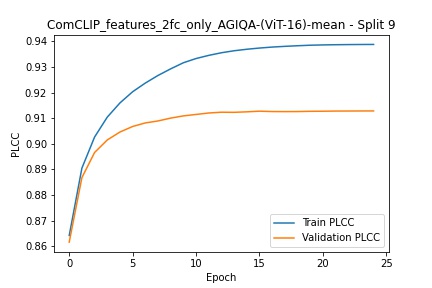 ComCLIP_features_2fc_only_AGIQA-(ViT-16)-mean - Split 9
0.94
0.93
0.92
0.91
0.90
0.89
0.88
0.87
0.86
PLCC
Train PLCC
Validation PLCC
0 5 10 15 20 25
Epoch